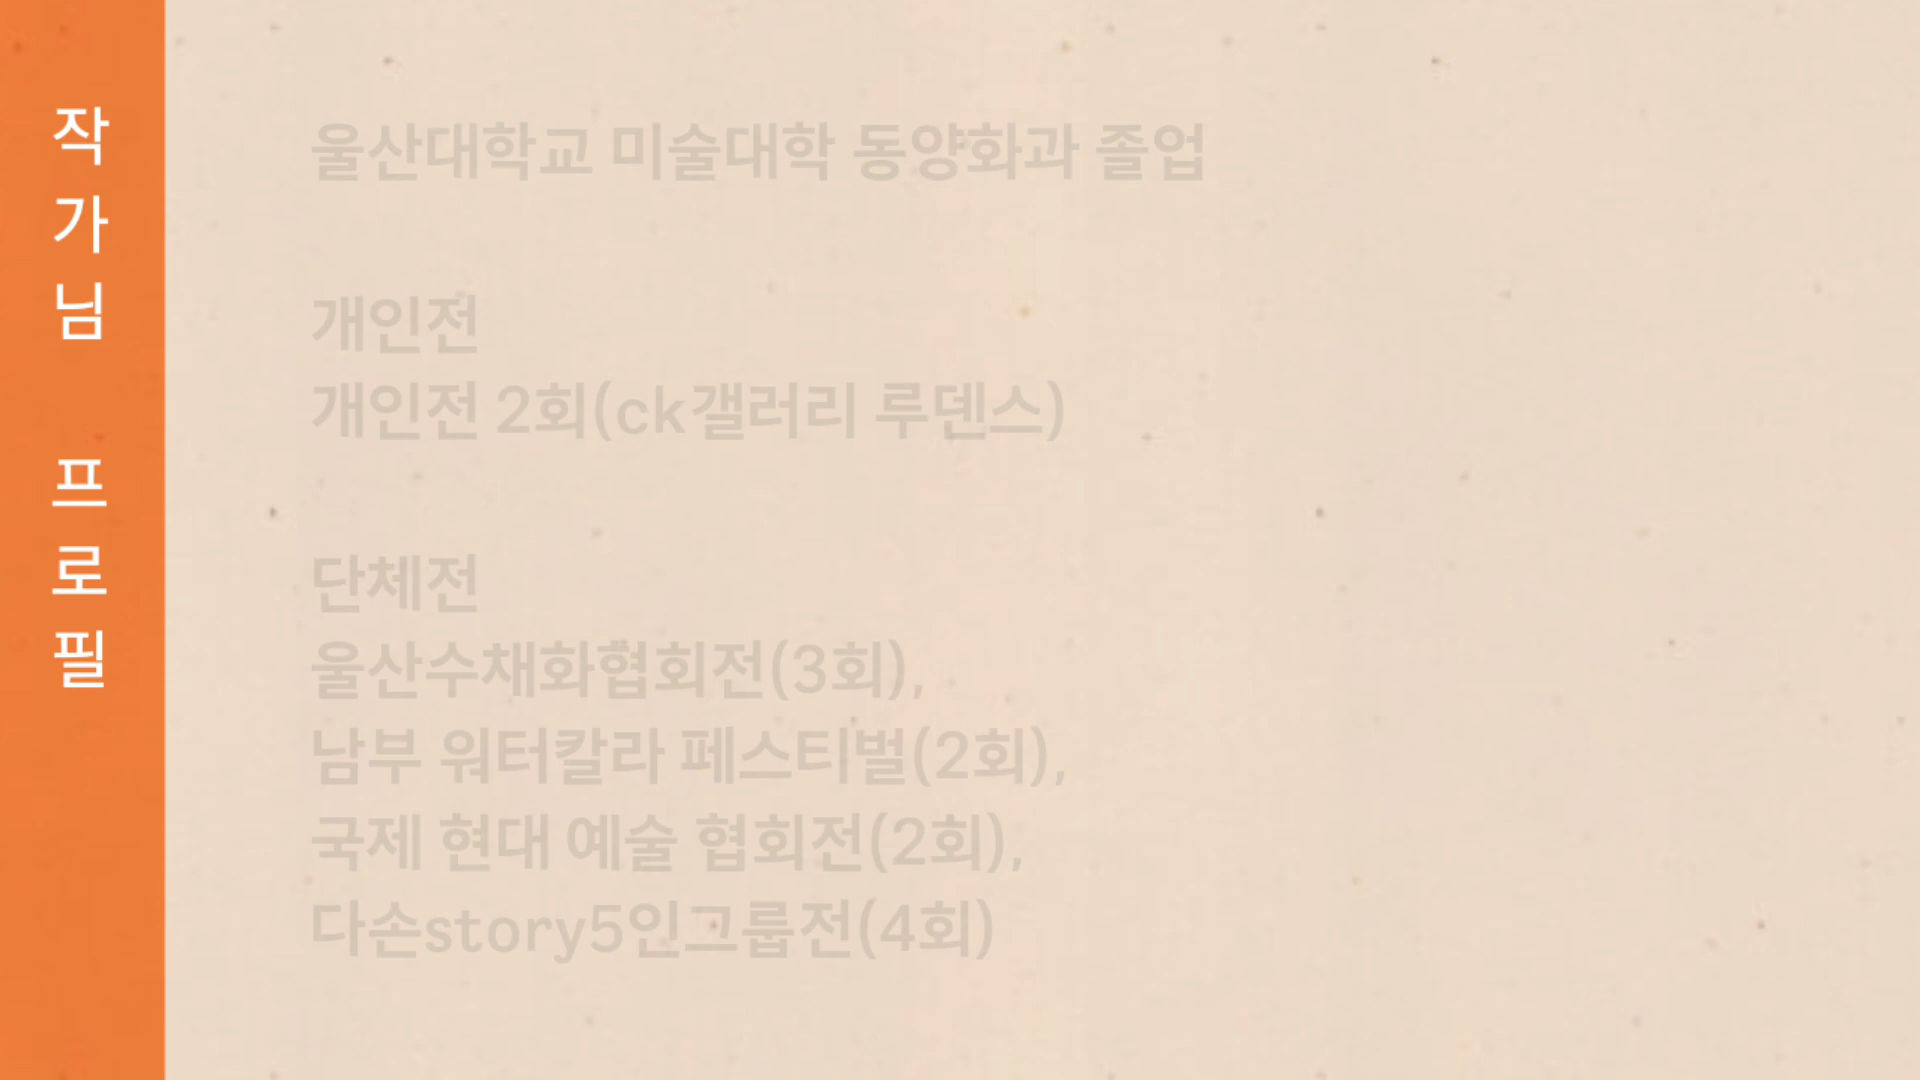 작가님 프로필
울산대학교 미술대학 동양화과 졸업
개인전
개인전 2회(ck갤러리 루덴스)
단체전
울산수채화협회전(3회),
남부 워터칼라 페스티벌(2회),
국제 현대 예술 협회전(2회),
다손story5인그룹전(4회)